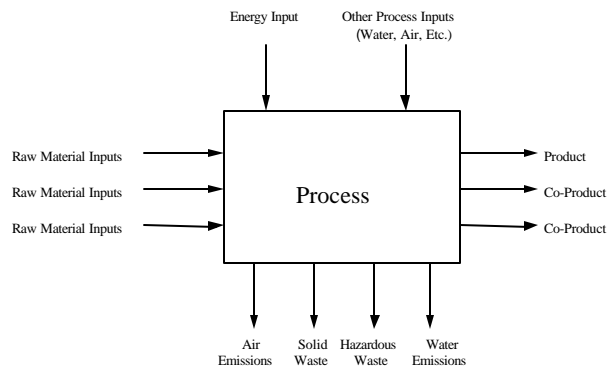 Energy Input
Other Process Inputs
(Water, Air, Etc.)
Raw Material Inputs
Raw Material Inputs
Raw Material Inputs
Process
Product
Co-Product
Co-Product
Air
Emissions
Solid
Waste
Hazardous
Waste
Water
Emissions